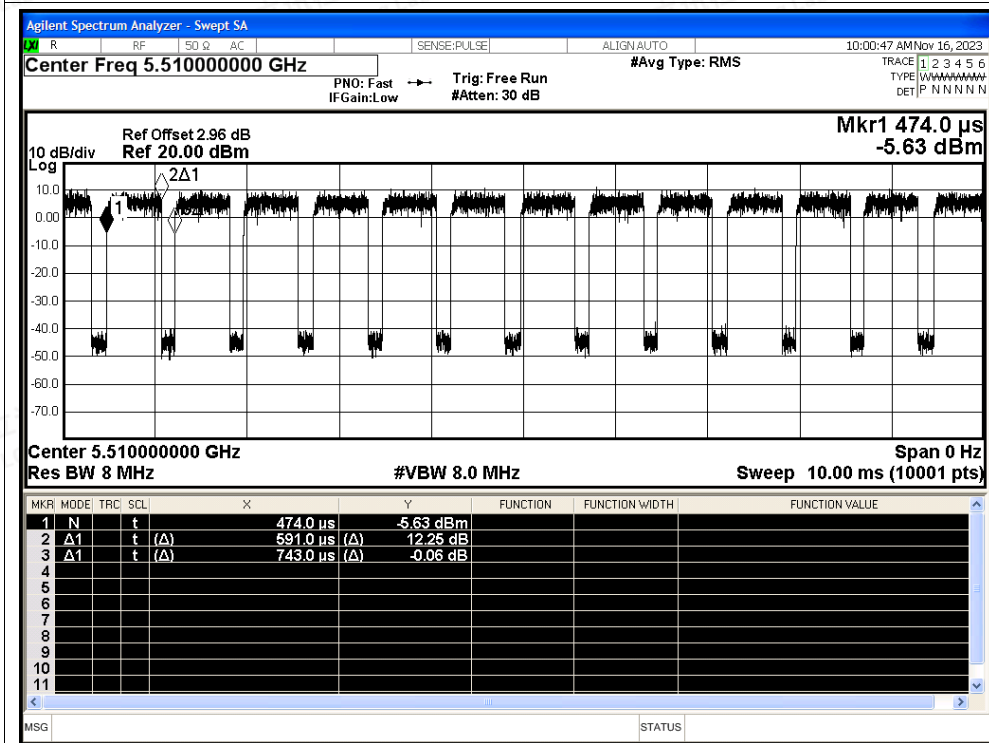 Agilent Spectrum Analyzer - Swept SA
LXI R RF 50 Ω AC SENSE:PULSE ALIGN AUTO 10:00:47 AM Nov 16, 2023
Center Freq 5.510000000 GHz
#Avg Type: RMS
TRACE 1 2 3 4 5 6
PNO: Fast Trig: Free Run
TYPE WWWWWW
IFGain:Low #Atten: 30 dB
DET P N N N N N
Mkr1 474.0 µs
-5.63 dBm
Ref Offset 2.96 dB
10 dB/div Ref 20.00 dBm
Log
2Δ1
10.0
1
0.00
-10.0
-20.0
-30.0
-40.0
-50.0
-60.0
-70.0
Center 5.510000000 GHz Span 0 Hz
Res BW 8 MHz #VBW 8.0 MHz Sweep 10.00 ms (10001 pts)
MKR MODE TRC SCL X Y FUNCTION FUNCTION WIDTH FUNCTION VALUE
1 N t 474.0 µs -5.63 dBm
2 Δ1 t (Δ) 591.0 µs (Δ) 12.25 dB
3 Δ1 t (Δ) 743.0 µs (Δ) -0.06 dB
4
5
6
7
8
9
10
11
MSG STATUS